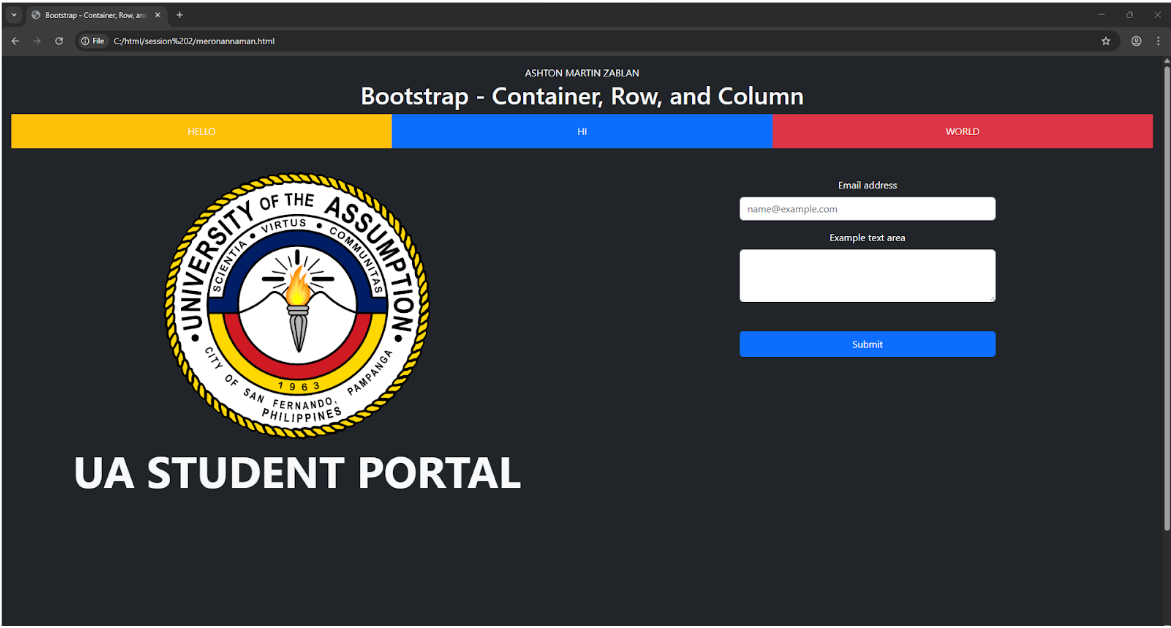 Bootstrap - Container, Row, an
File
C:/html/session%202/meronannaman.html
ASHTON MARTIN ZABLAN
Bootstrap - Container, Row, and Column
HELLO
HI
WORLD
• UNIVERSITY OF THE ASSUMPTION •
SCIENTIA • VIRTUS • COMMUNITAS
1963
CITY OF SAN FERNANDO, PAMPANGA
PHILIPPINES
UA STUDENT PORTAL
Email address
name@example.com
Example text area
Submit